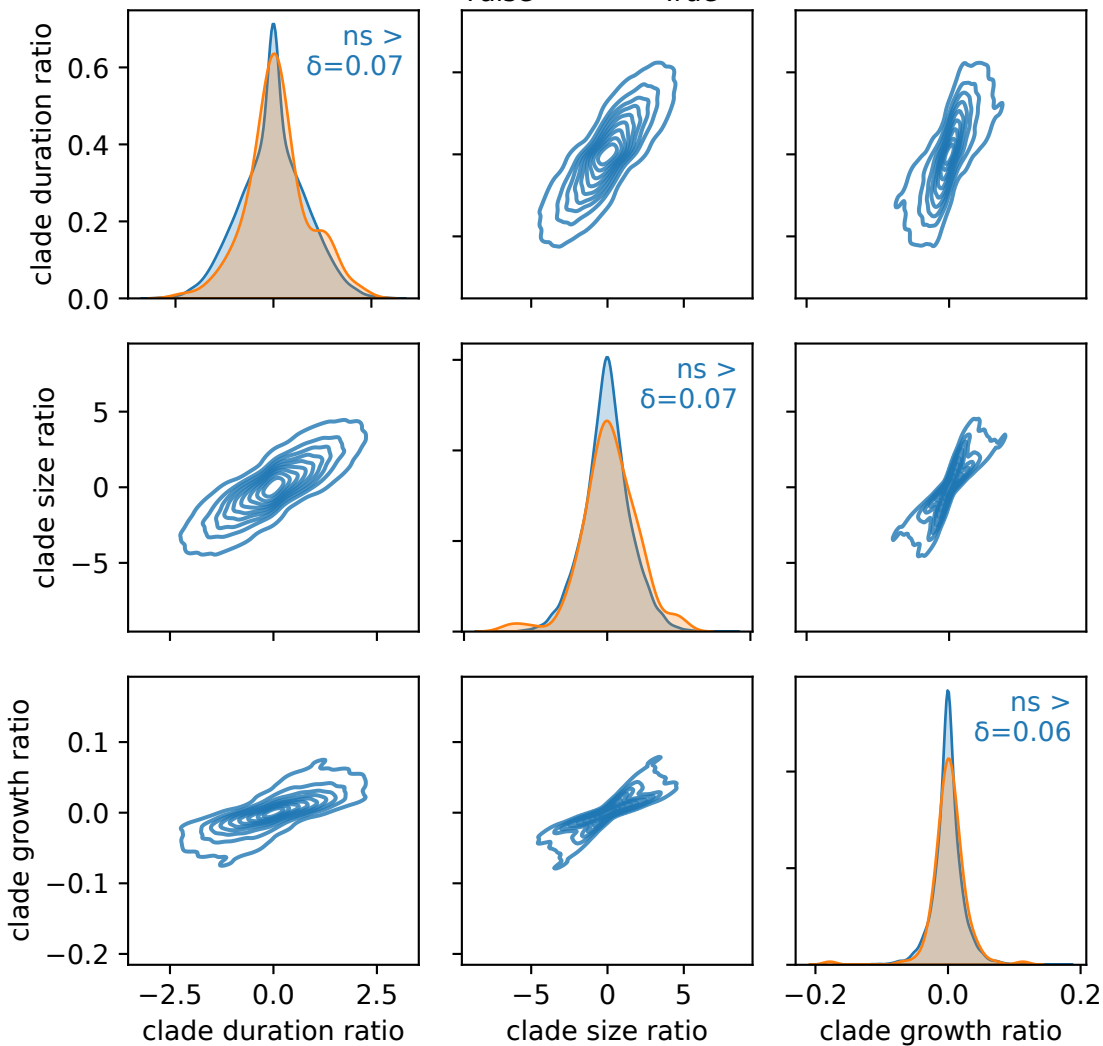 clade duration ratio
0.6
0.4
0.2
0.0
ns >
δ=0.07
clade size ratio
5
0
−5
ns >
δ=0.07
clade growth ratio
0.1
0.0
−0.1
−0.2
ns >
δ=0.06
−2.5 0.0 2.5
−5 0 5
−0.2 0.0 0.2
clade duration ratio
clade size ratio
clade growth ratio